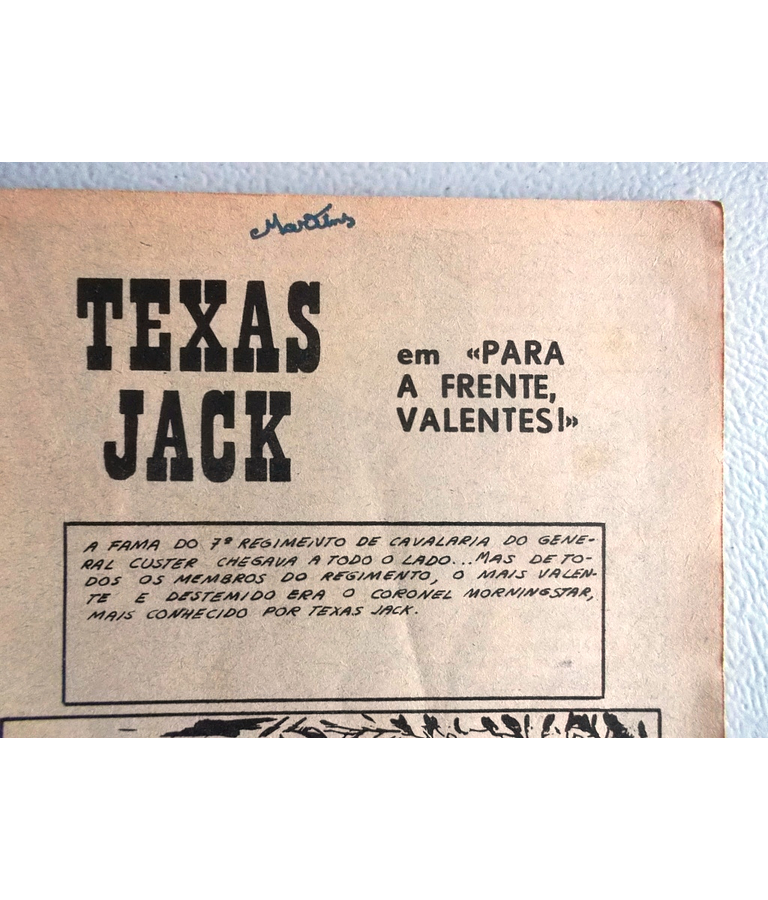 Martins
TEXAS
JACK
em «PARA
A FRENTE,
VALENTES!»
A FAMA DO 7º REGIMENTO DE CAVALARIA DO GENE-
RAL CUSTER CHEGAVA A TODO O LADO...MAS DE TO-
DOS OS MEMBROS DO REGIMENTO, O MAIS VALEN-
TE E DESTEMIDO ERA O CORONEL MORNINGSTAR,
MAIS CONHECIDO POR TEXAS JACK.